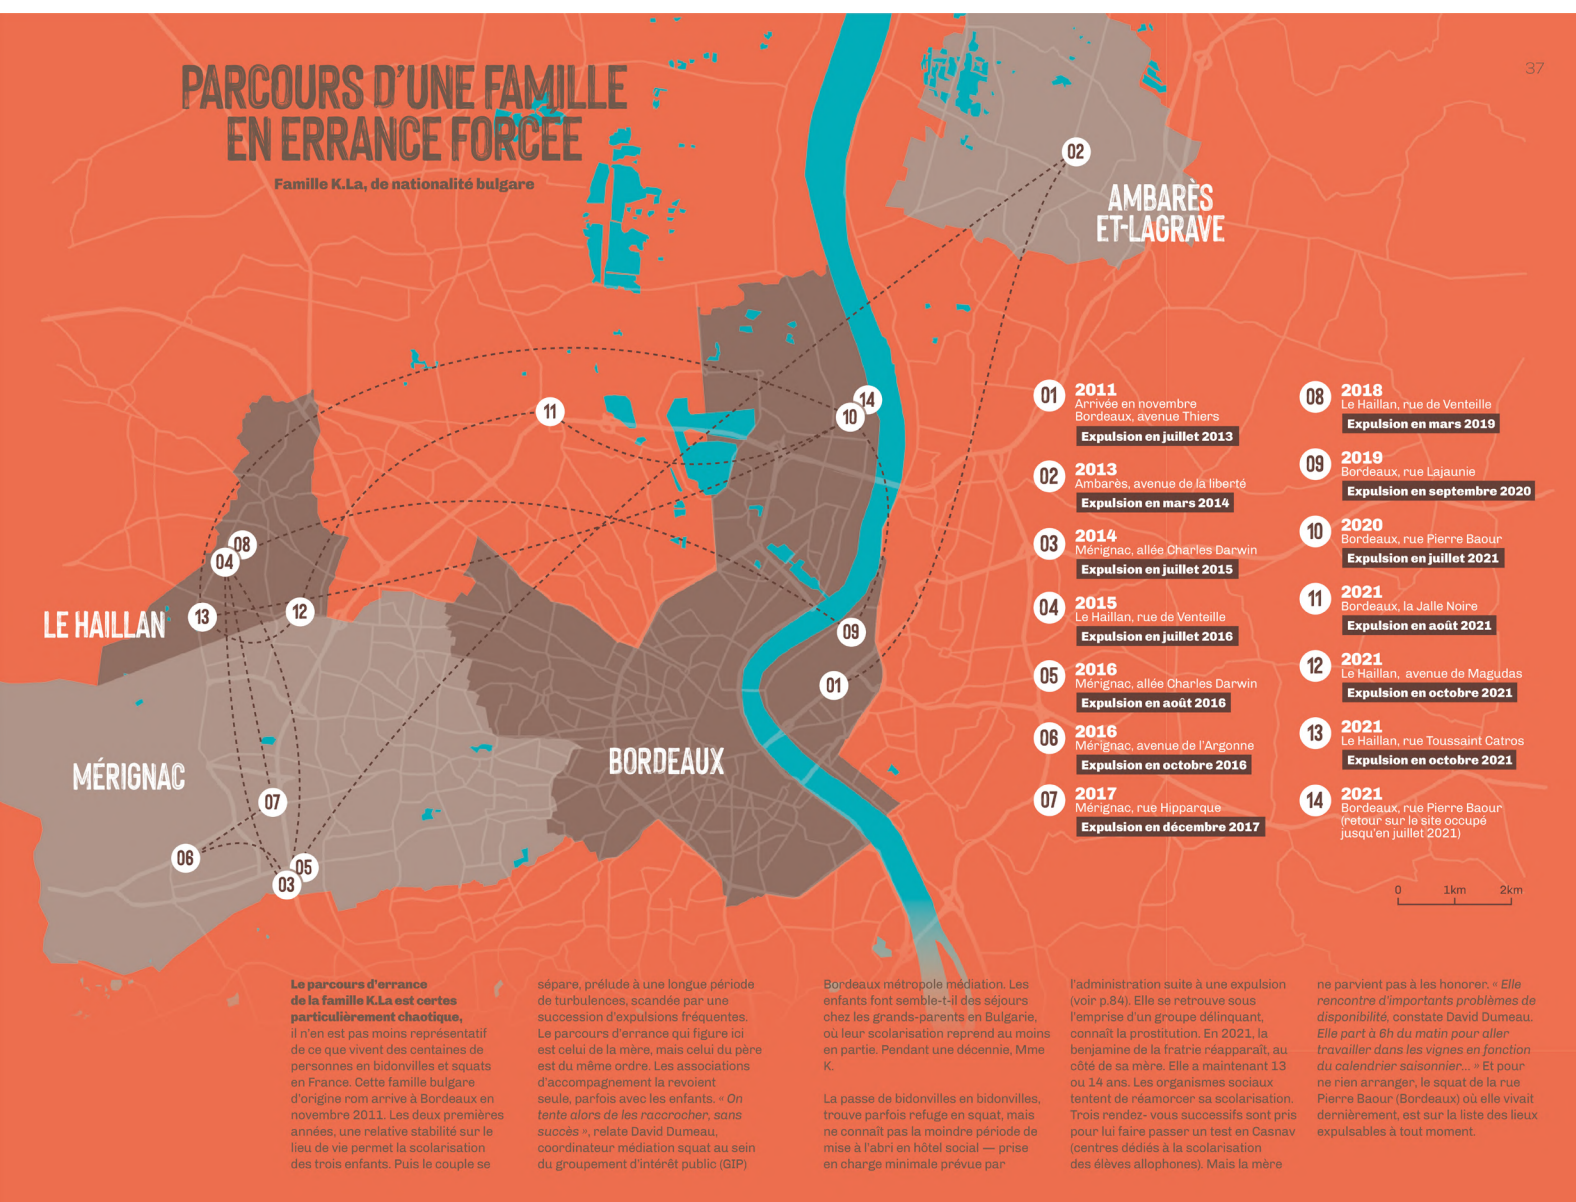 37
PARCOURS D'UNE FAMILLE
EN ERRANCE FORCÉE
Famille K.La, de nationalité bulgare
02
AMBARÈS
ET-LAGRAVE
11
14
10
08
04
LE HAILLAN
13
12
09
01
MÉRIGNAC
BORDEAUX
07
06
05
03
01
2011
Arrivée en novembre
Bordeaux, avenue Thiers
Expulsion en juillet 2013
02
2013
Ambarès, avenue de la liberté
Expulsion en mars 2014
03
2014
Mérignac, allée Charles Darwin
Expulsion en juillet 2015
04
2015
Le Haillan, rue de Venteille
Expulsion en juillet 2016
05
2016
Mérignac, allée Charles Darwin
Expulsion en août 2016
06
2016
Mérignac, avenue de l'Argonne
Expulsion en octobre 2016
07
2017
Mérignac, rue Hipparque
Expulsion en décembre 2017
08
2018
Le Haillan, rue de Venteille
Expulsion en mars 2019
09
2019
Bordeaux, rue Lajaunie
Expulsion en septembre 2020
10
2020
Bordeaux, rue Pierre Baour
Expulsion en juillet 2021
11
2021
Bordeaux, la Jalle Noire
Expulsion en août 2021
12
2021
Le Haillan, avenue de Magudas
Expulsion en octobre 2021
13
2021
Le Haillan, rue Toussaint Catros
Expulsion en octobre 2021
14
2021
Bordeaux, rue Pierre Baour
(retour sur le site occupé
jusqu'en juillet 2021)
0 1km 2km
Le parcours d'errance
de la famille K.La est certes
particulièrement chaotique,
il n'en est pas moins représentatif
de ce que vivent des centaines de
personnes en bidonvilles et squats
en France. Cette famille bulgare
d'origine rom arrive à Bordeaux en
novembre 2011. Les deux premières
années, une relative stabilité sur le
lieu de vie permet la scolarisation
des trois enfants. Puis le couple se
sépare, prélude à une longue période
de turbulences, scandée par une
succession d'expulsions fréquentes.
Le parcours d'errance qui figure ici
est celui de la mère, mais celui du père
est du même ordre. Les associations
d'accompagnement la revoient
seule, parfois avec les enfants. « On
tente alors de les raccrocher, sans
succès », relate David Dumeau,
coordinateur médiation squat au sein
du groupement d'intérêt public (GIP)
Bordeaux métropole médiation. Les
enfants font semble-t-il des séjours
chez les grands-parents en Bulgarie,
où leur scolarisation reprend au moins
en partie. Pendant une décennie, Mme
K.
La passe de bidonvilles en bidonvilles,
trouve parfois refuge en squat, mais
ne connaît pas la moindre période de
mise à l'abri en hôtel social — prise
en charge minimale prévue par
l'administration suite à une expulsion
(voir p.84). Elle se retrouve sous
l'emprise d'un groupe délinquant,
connaît la prostitution. En 2021, la
benjamine de la fratrie réapparaît, au
côté de sa mère. Elle a maintenant 13
ou 14 ans. Les organismes sociaux
tentent de réamorcer sa scolarisation.
Trois rendez- vous successifs sont pris
pour lui faire passer un test en Casnav
(centres dédiés à la scolarisation
des élèves allophones). Mais la mère
ne parvient pas à les honorer. « Elle
rencontre d'importants problèmes de
disponibilité, constate David Dumeau.
Elle part à 6h du matin pour aller
travailler dans les vignes en fonction
du calendrier saisonnier... » Et pour
ne rien arranger, le squat de la rue
Pierre Baour (Bordeaux) où elle vivait
dernièrement, est sur la liste des lieux
expulsables à tout moment.